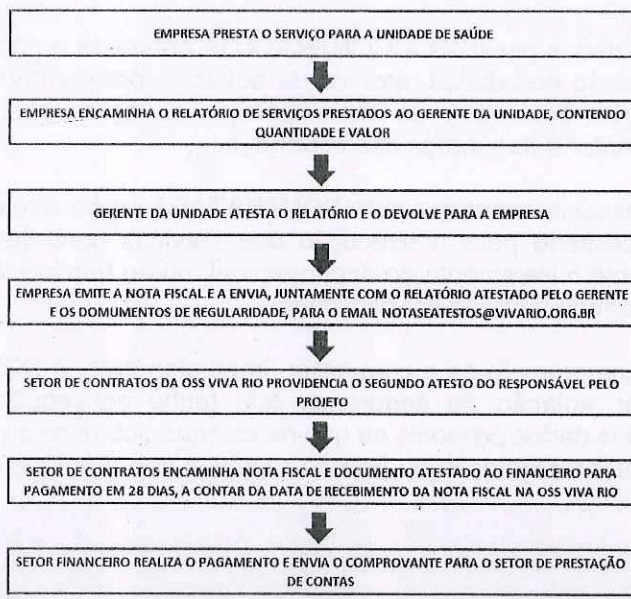 EMPRESA PRESTA O SERVIÇO PARA A UNIDADE DE SAÚDE
EMPRESA ENÇAMINHA O RELATÓRIO DE SERVIÇOS PRESTADOS AO GERENTE DA UNIDADE, CONTENDO
QUANTIDADE E VALOR
GERENTE DA UNIDADE ATESTA O RELATÓRIO E O DEVOLVE PARA A EMPRESA
EMPRESA EMITE A NOTA FISCAL E A ENVIA, JUNTAMENTE COM O RELATÓRIO ATESTADO PELO GERENTE
E OS DOMUMENTOS DE REGULARIDADE, PARA O EMAIL NOTASEATESTOS@VIVARIO.ORG.BR
SETOR DE CONTRATOS DA OSS VIVA RIO PROVIDENCIA O SEGUNDO ATESTO DO RESPONSÁVEL PELO
PROJETO
SETOR DE CONTRATOS ENCAMINHA NOTA FISCAL E DOCUMENTO ATESTADO AO FINANCEIRO PARA
PAGAMENTO EM 28 DIAS, A CONTAR DA DATA DE RECEBIMENTO DA NOTA FISCAL NA OSS VIVA RIO
SETOR FINANCEIRO REALIZA O PAGAMENTO E ENVIA O COMPROVANTE PARA O SETOR DE PRESTAÇÃO
DE CONTAS